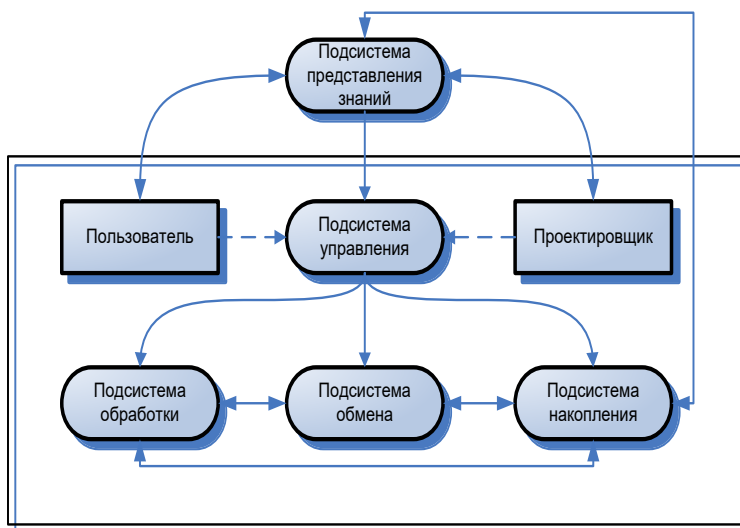 Подсистема
представления
знаний
Пользователь
Подсистема
управления
Проектировщик
Подсистема
обработки
Подсистема
обмена
Подсистема
накопления